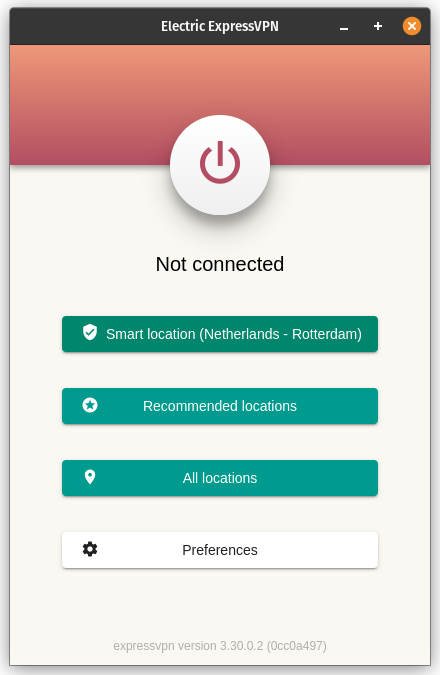 Electric ExpressVPN
Not connected
Smart location (Netherlands - Rotterdam)
Recommended locations
All locations
Preferences
expressvpn version 3.30.0.2 (0cc0a497)